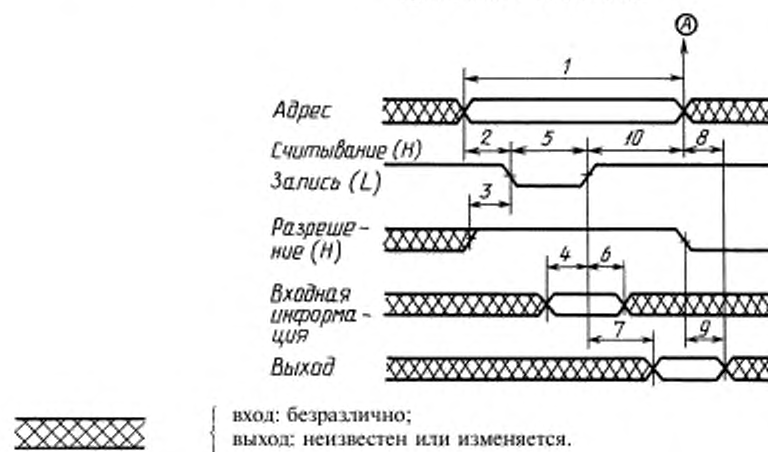 A
1
Адрес
2 5 10 8
Считывание (H)
Запись (L)
3
Разреше-
ние (H)
4 6
Входная
информа-
ция
7 9
Выход
вход: безразлично;
выход: неизвестен или изменяется.